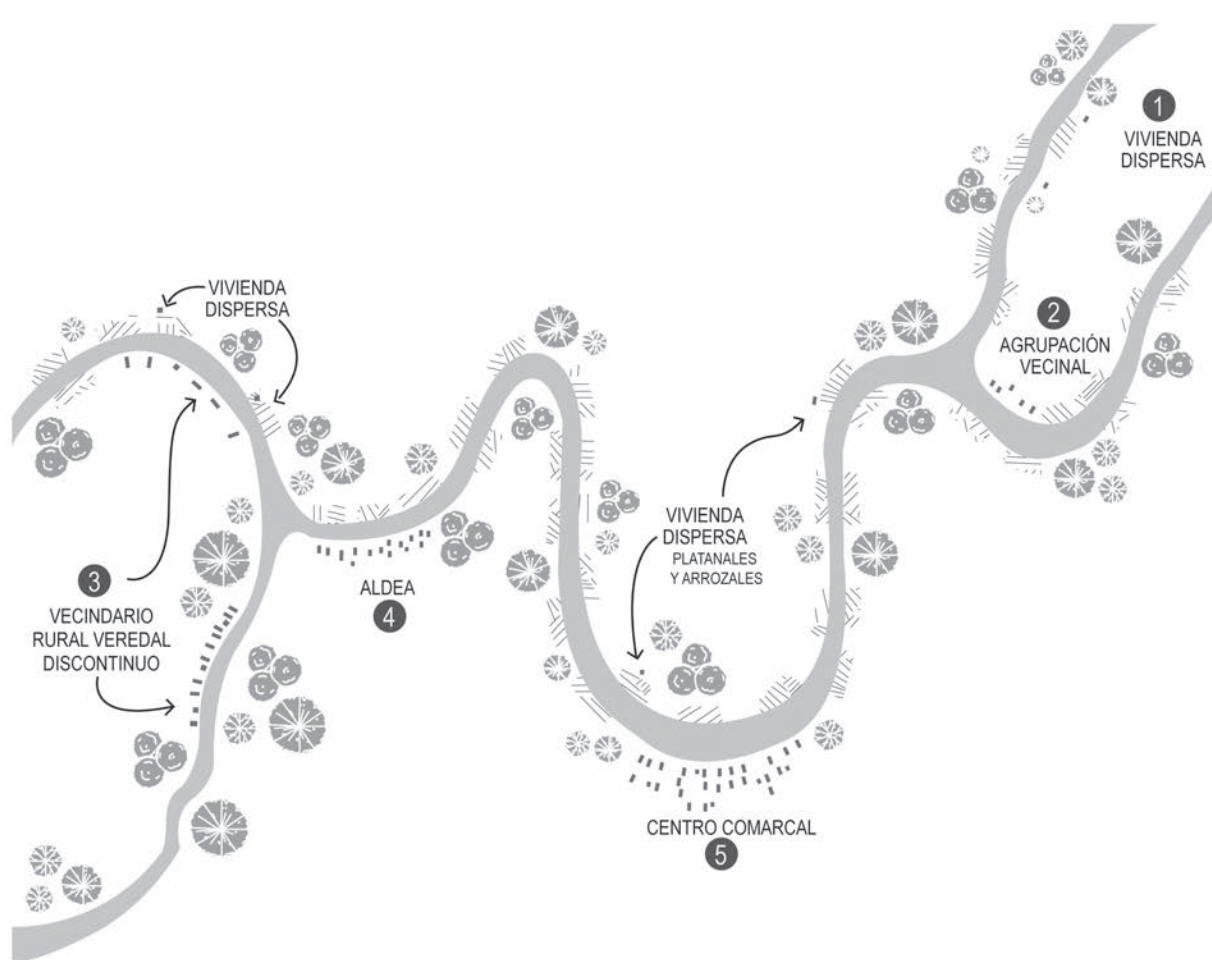 1
VIVIENDA
DISPERSA
2
AGRUPACIÓN
VECINAL
VIVIENDA
DISPERSA
VIVIENDA
DISPERSA
PLATANALES
Y ARROZALES
3
VECINDARIO
RURAL VEREDAL
DISCONTINUO
ALDEA
4
CENTRO COMARCAL
5